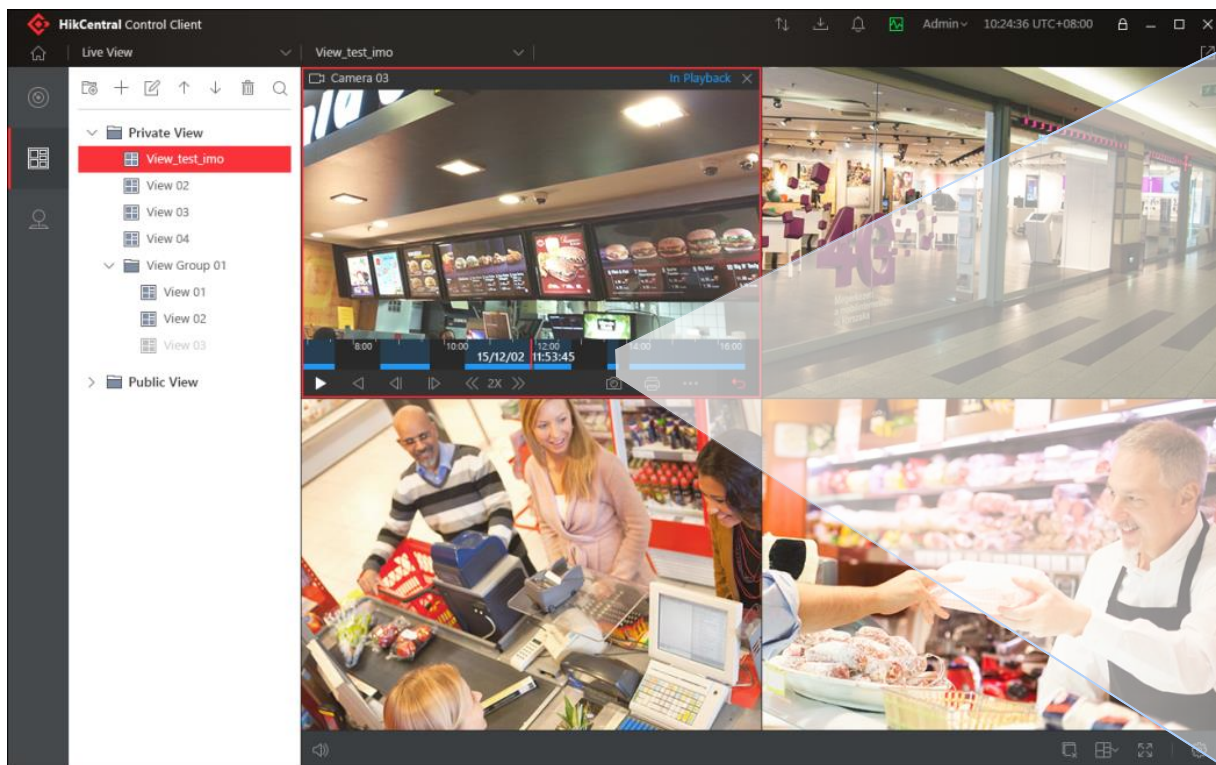 HikCentral Control Client
Admin
10:24:36 UTC+08:00
Live View
View_test_imo
Camera 03
In Playback
Private View
View_test_imo
View 02
View 03
View 04
View Group 01
View 01
View 02
View 03
Public View
4G
8:00
10:00
12:00
14:00
16:00
15/12/02 11:53:45
2X